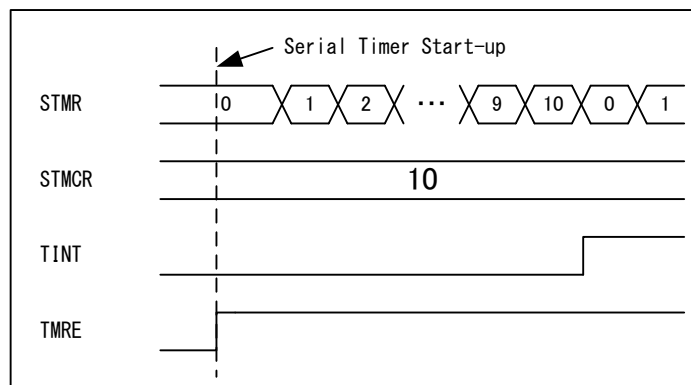 Serial Timer Start-up
STMR 0 1 2 ··· 9 10 0 1
STMCR 10
TINT
TMRE